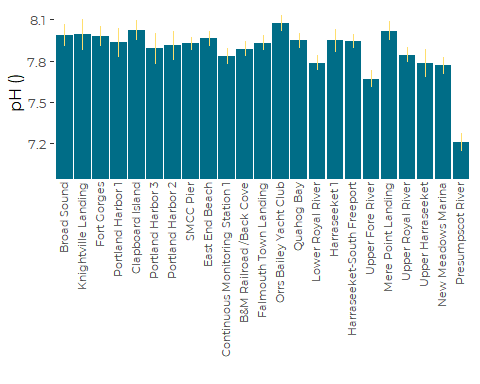 8.1
7.8
7.5
7.2
pH ()
Broad Sound
Knightville Landing
Fort Gorges
Portland Harbor 1
Clapboard Island
Portland Harbor 3
Portland Harbor 2
SMCC Pier
East End Beach
Continuous Monitoring Station 1
B&M Railroad / Back Cove
Falmouth Town Landing
Orrs Bailey Yacht Club
Quahog Bay
Lower Royal River
Harraseeket 1
Harraseeket-South Freeport
Upper Fore River
Mere Point Landing
Upper Royal River
Upper Harraseeket
New Meadows Marina
Presumpscot River